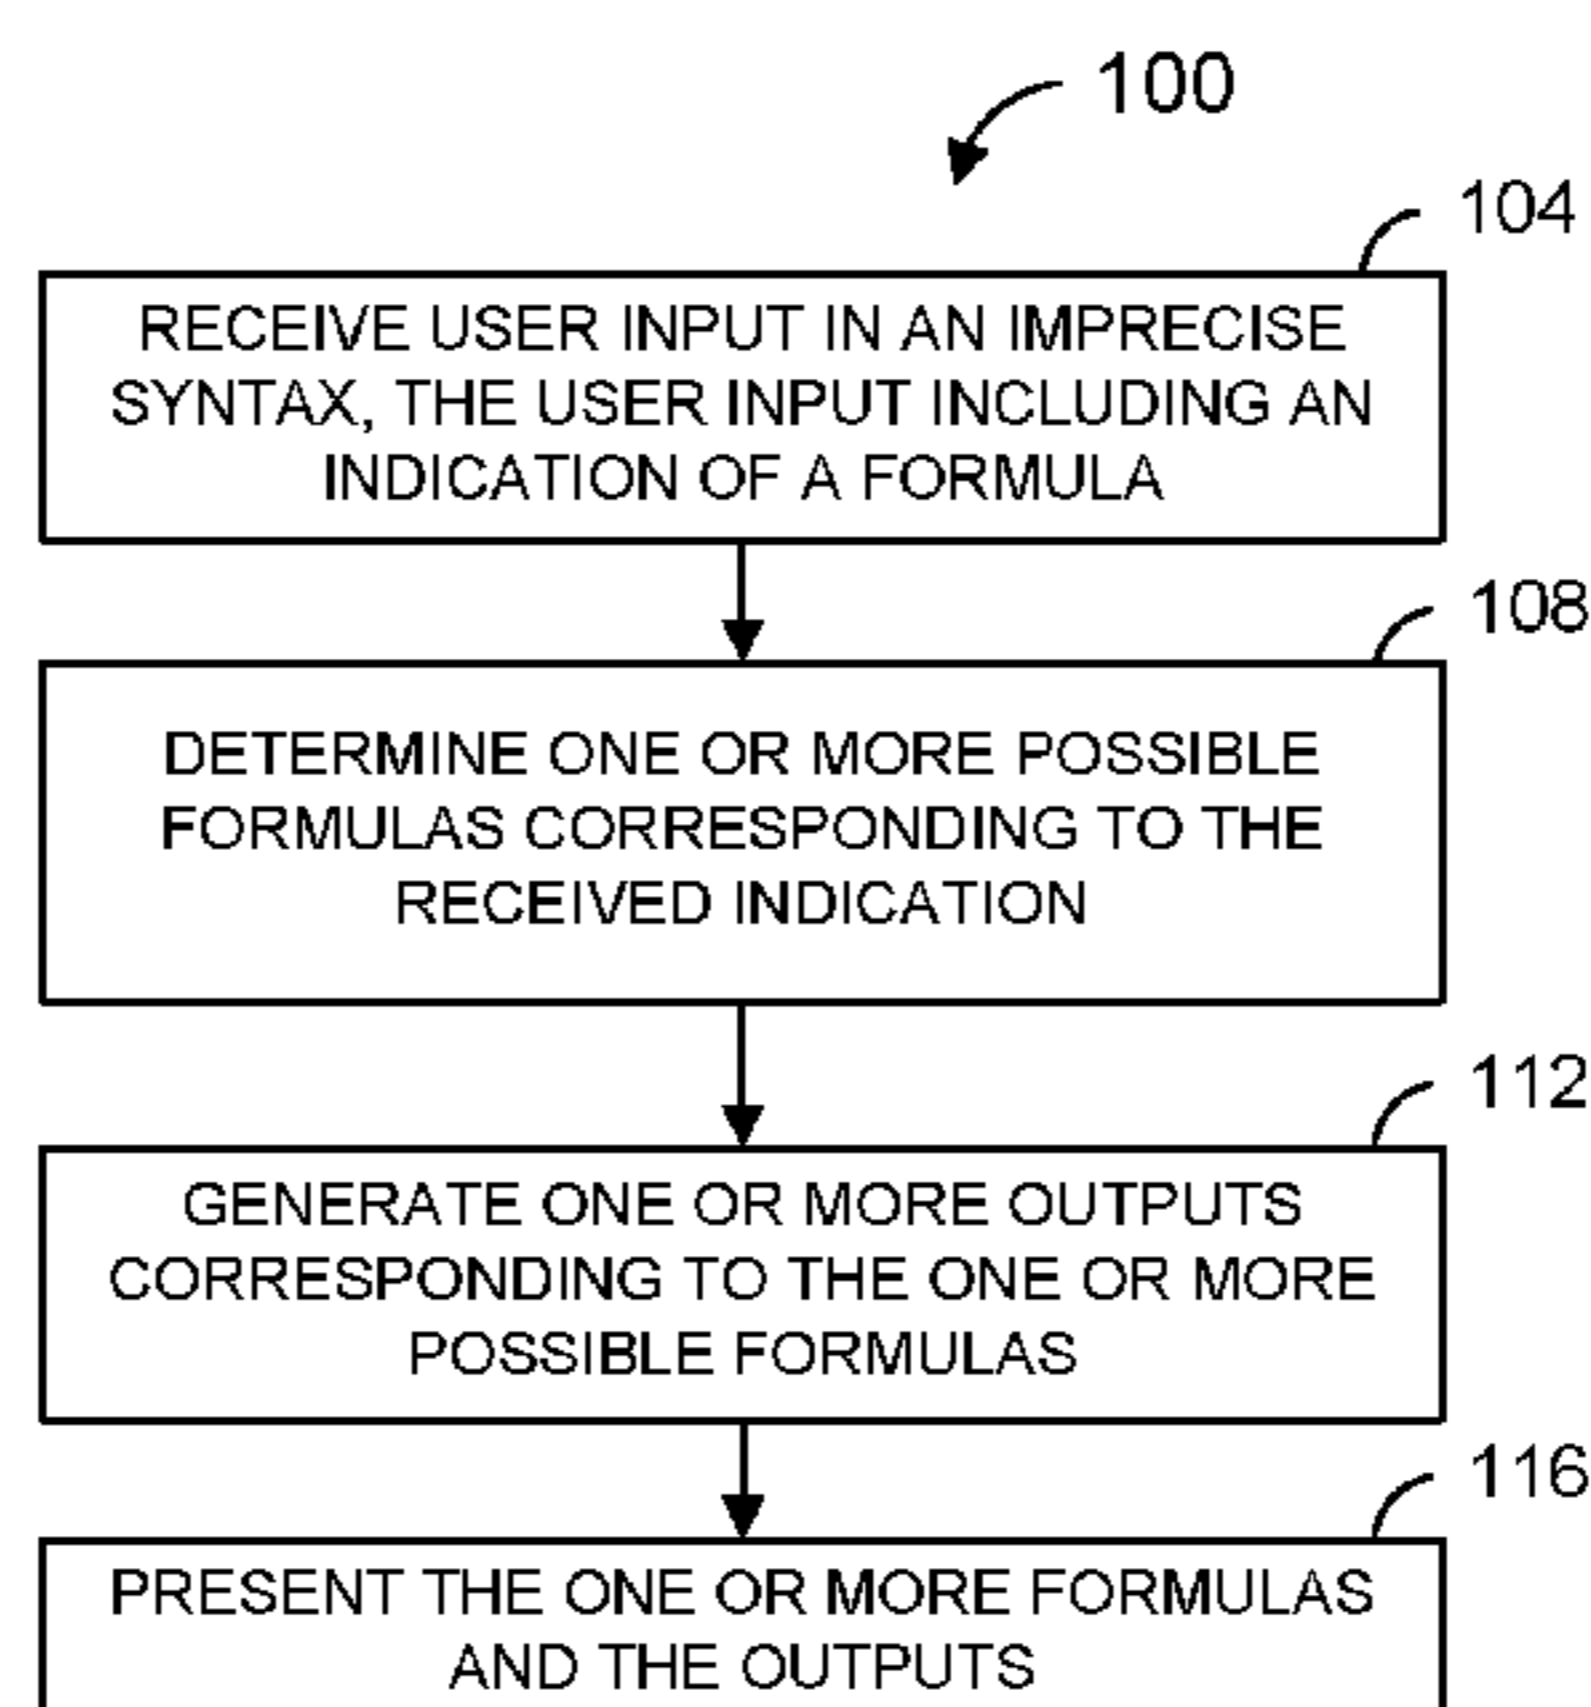 100
104
RECEIVE USER INPUT IN AN IMPRECISE
SYNTAX, THE USER INPUT INCLUDING AN
INDICATION OF A FORMULA
108
DETERMINE ONE OR MORE POSSIBLE
FORMULAS CORRESPONDING TO THE
RECEIVED INDICATION
112
GENERATE ONE OR MORE OUTPUTS
CORRESPONDING TO THE ONE OR MORE
POSSIBLE FORMULAS
116
PRESENT THE ONE OR MORE FORMULAS
AND THE OUTPUTS